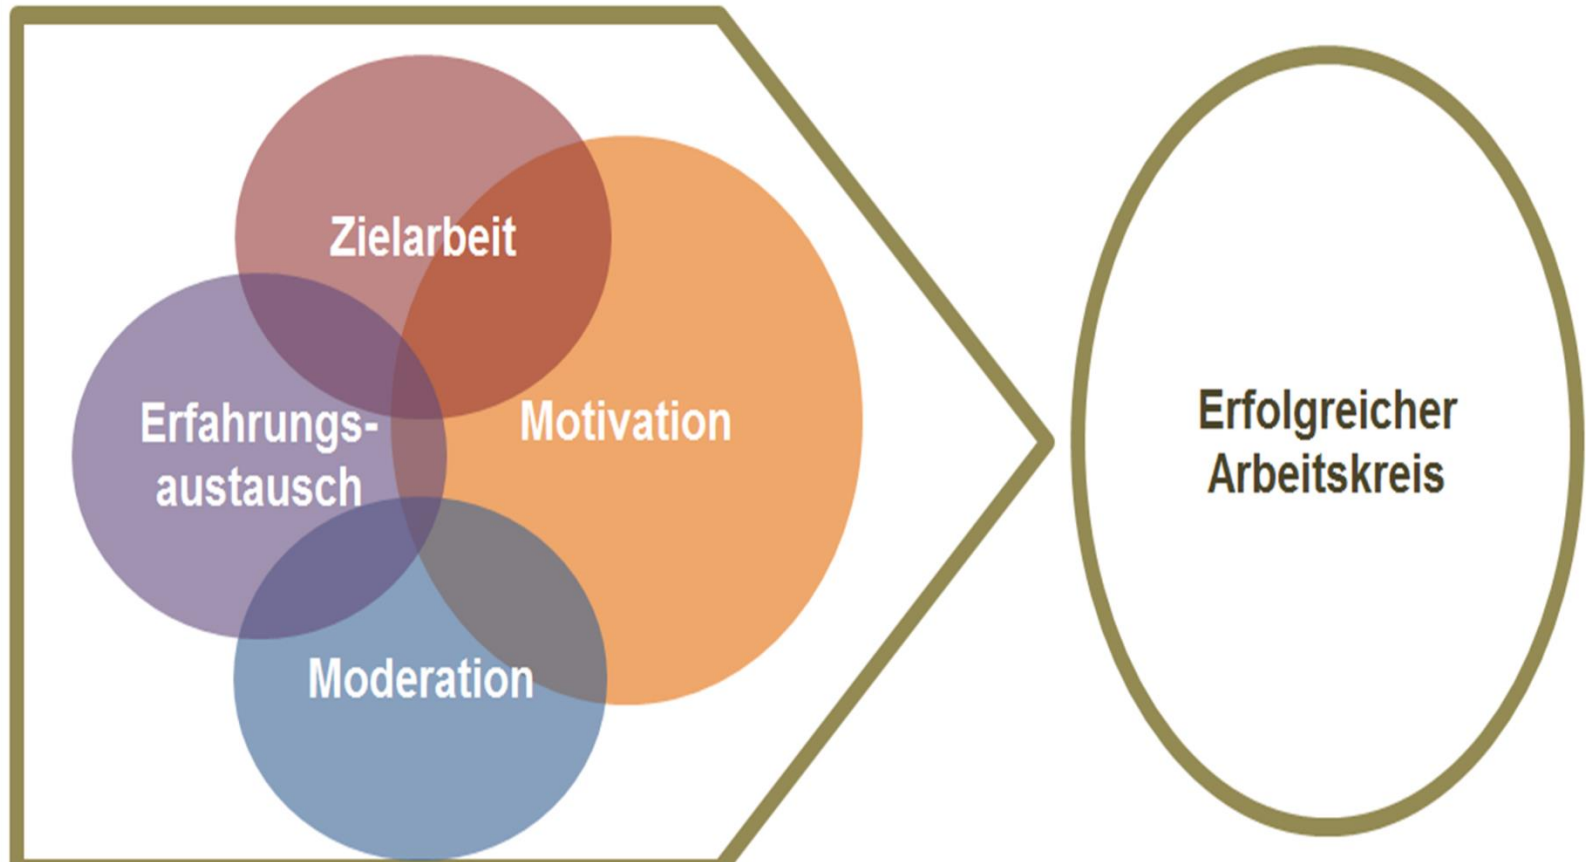 Zielarbeit
Erfahrungs-
austausch
Motivation
Moderation
Erfolgreicher
Arbeitskreis